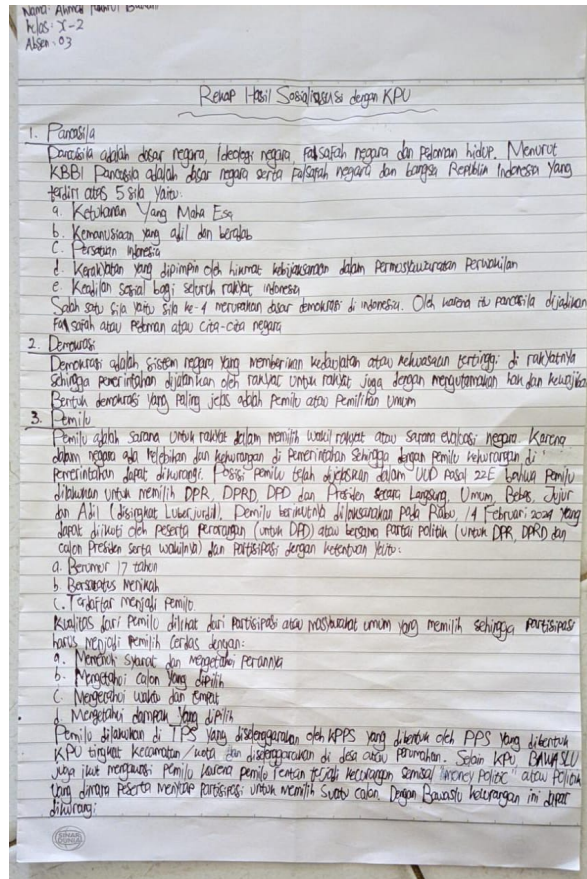 Nama: Ahmad
Kelas: X-2
Absen: 03
Rekap Hasil Sosialisasi dengan KPU
1. Pancasila
Pancasila adalah dasar negara, Ideologi negara, Falsafah negara dan Pedoman hidup. Menurut
KBBI Pancasila adalah dasar negara serta Falsafah negara dan bangsa Republik Indonesia Yang
terdiri atas 5 sila Yaitu:
a. Ketuhanan Yang Maha Esa
b. Kemanusiaan yang adil dan beradab
C. Persatuan Indonesia
d. Kerakyatan yang dipimpin oleh hikmat kebijaksanaan dalam Permusyawaratan Perwakilan
e. Keadilan sosial bagi seluruh rakyat indonesia
Salah satu sila yaitu sila ke-4 merupakan dasar demokrasi di indonesia. Oleh karena itu pancasila dijadikan
Falsafah atau Pedoman atau cita-cita negara
2. Demokrasi
Demokrasi adalah Sistem negara Yang memberikan kedaulatan atau kekuasaan tertinggi di rakyatnya
sehingga pemerintahan dijalankan oleh rakyat untuk rakyat juga dengan mengutamakan hak dan kewajiban
Bentuk demokrasi Yang Paling jelas adalah Pemilu atau Pemilihan Umum
3. Pemilu
Pemilu adalah sarana untuk rakyat dalam memilih wakil rakyat atau sarana evaluasi negara. Karena
dalam negara ada kelebihan dan kekurangan di Pemerintahan sehingga dengan pemilu kekurangan di
Pemerintahan dapat dikurangi. Posisi pemilu telah dijelaskan dalam UUD Pasal 22E bahwa pemilu
dilakukan untuk memilih DPR, DPRD, DPD dan Presiden secara Langsung, Umum, Bebas, Jujur
dan Adil (disingkat Luberjurdil). Pemilu berikutnya dilaksanakan Pada Rabu, 14 Februari 2024 Yang
dapat diikuti oleh peserta Perorangan (untuk DPD) atau bersama Partai Politik (untuk DPR, DPRD dan
calon Presiden serta wakilnya) dan Partisipasi dengan ketentuan Yaitu:
a. Berumur 17 tahun
b. Berstatus Menikah
C. Terdaftar menjadi Pemilih
Kualitas dari Pemilu dilihat dari Partisipasi atau masyarakat umum yang memilih sehingga Partisipasi
harus menjadi Pemilih Cerdas dengan:
a. Memenuhi syarat dan Mengetahui Perannya
b. Mengetahui calon Yang dipilih
C. Mengetahui waktu dan tempat
d. Mengetahui dampak Yang dipilih
Pemilu dilakukan di TPS yang diselenggarakan oleh KPPS yang dibentuk oleh PPS Yang dibentuk
KPU tingkat Kecamatan/kota dan diselenggarakan di desa atau Perumahan. Selain KPU BAWASLU
juga ikut mengawasi Pemilu karena pemilu rentan terjadi kecurangan semisal "money Politic" atau Politik
Yang dimana Peserta menyuap Partisipasi untuk memilih suatu calon. Dengan Bawaslu kekurangan ini dapat
dikurangi
SINAR DUNIA